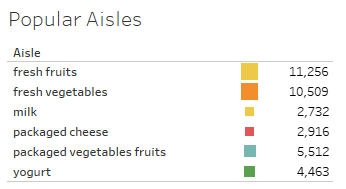 Popular Aisles
Aisle
fresh fruits 11,256
fresh vegetables 10,509
milk 2,732
packaged cheese 2,916
packaged vegetables fruits 5,512
yogurt 4,463